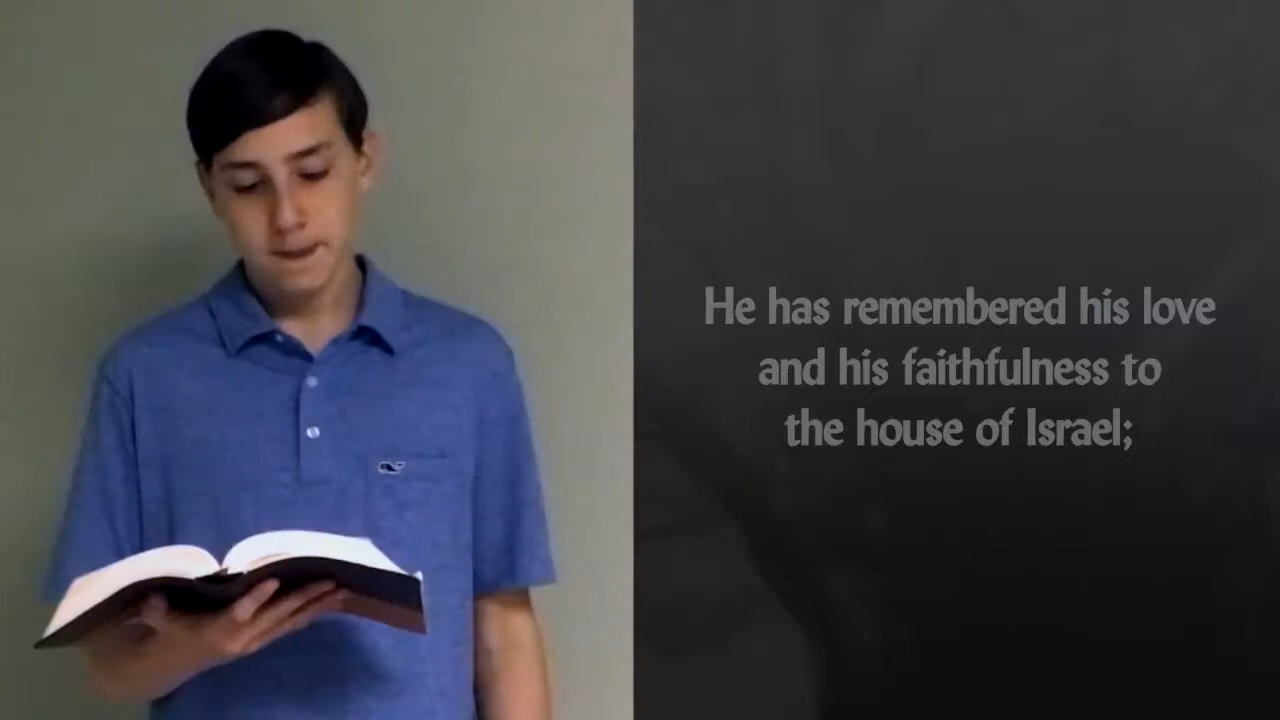 He has remembered his love
and his faithfulness to
the house of Israel;